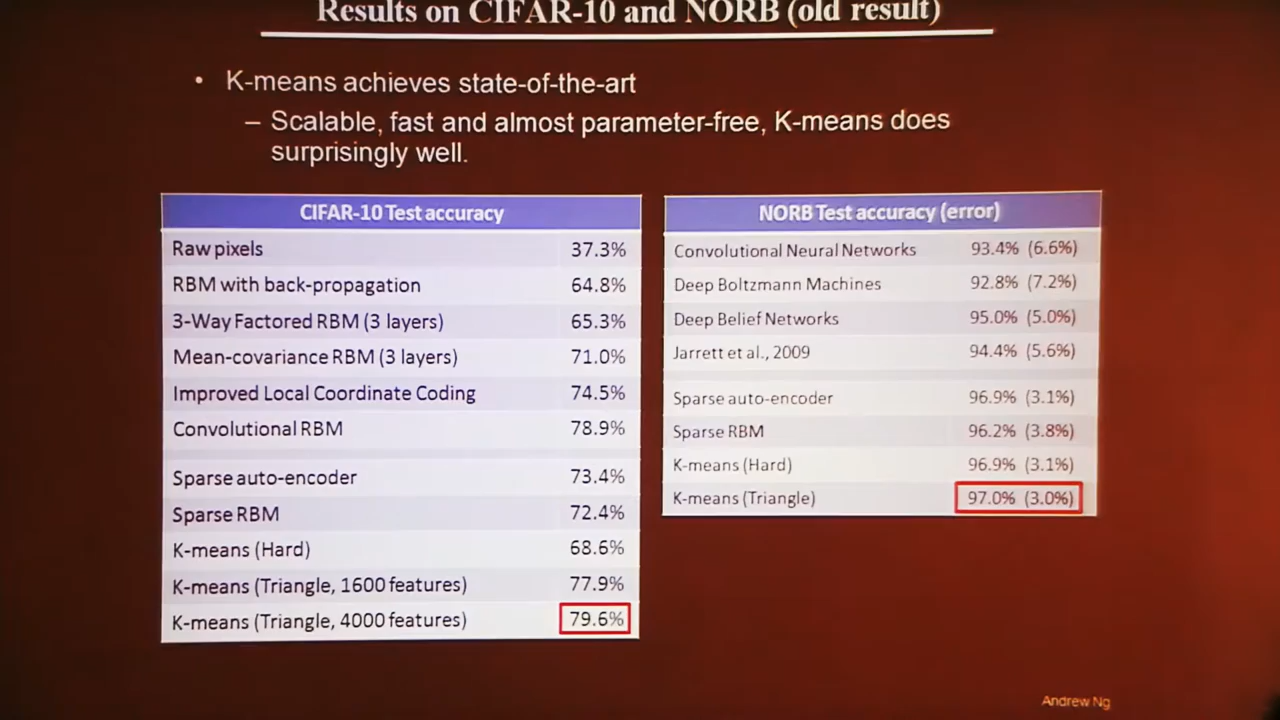 Results on CIFAR-10 and NORB (old result)
• K-means achieves state-of-the-art
– Scalable, fast and almost parameter-free, K-means does
surprisingly well.
CIFAR-10 Test accuracy
Raw pixels 37.3%
RBM with back-propagation 64.8%
3-Way Factored RBM (3 layers) 65.3%
Mean-covariance RBM (3 layers) 71.0%
Improved Local Coordinate Coding 74.5%
Convolutional RBM 78.9%
Sparse auto-encoder 73.4%
Sparse RBM 72.4%
K-means (Hard) 68.6%
K-means (Triangle, 1600 features) 77.9%
K-means (Triangle, 4000 features) 79.6%
NORB Test accuracy (error)
Convolutional Neural Networks 93.4% (6.6%)
Deep Boltzmann Machines 92.8% (7.2%)
Deep Belief Networks 95.0% (5.0%)
Jarrett et al., 2009 94.4% (5.6%)
Sparse auto-encoder 96.9% (3.1%)
Sparse RBM 96.2% (3.8%)
K-means (Hard) 96.9% (3.1%)
K-means (Triangle) 97.0% (3.0%)
Andrew Ng